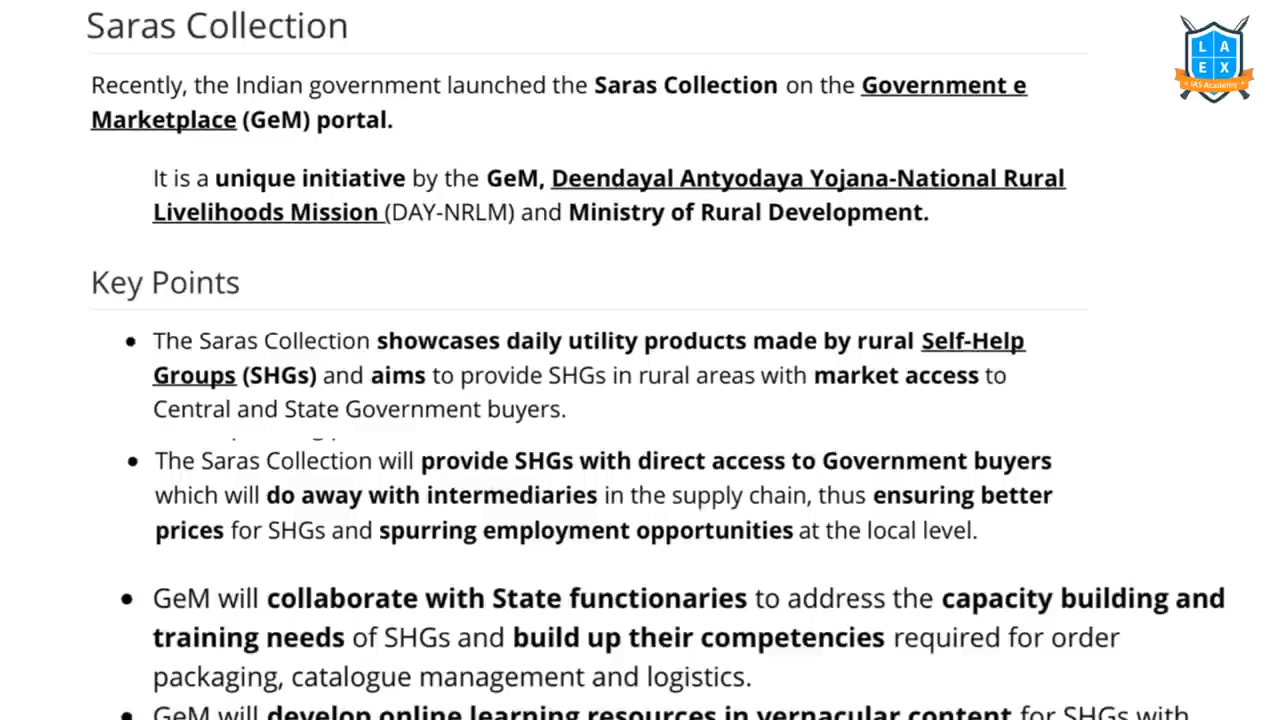 Saras Collection
Recently, the Indian government launched the Saras Collection on the Government e
Marketplace (GeM) portal.
It is a unique initiative by the GeM, Deendayal Antyodaya Yojana-National Rural
Livelihoods Mission (DAY-NRLM) and Ministry of Rural Development.
Key Points
• The Saras Collection showcases daily utility products made by rural Self-Help
Groups (SHGs) and aims to provide SHGs in rural areas with market access to
Central and State Government buyers.
• The Saras Collection will provide SHGs with direct access to Government buyers
which will do away with intermediaries in the supply chain, thus ensuring better
prices for SHGs and spurring employment opportunities at the local level.
• GeM will collaborate with State functionaries to address the capacity building and
training needs of SHGs and build up their competencies required for order
packaging, catalogue management and logistics.
• GeM will develop online learning resources in vernacular content for SHGs with
L A
E X
IAS Academy